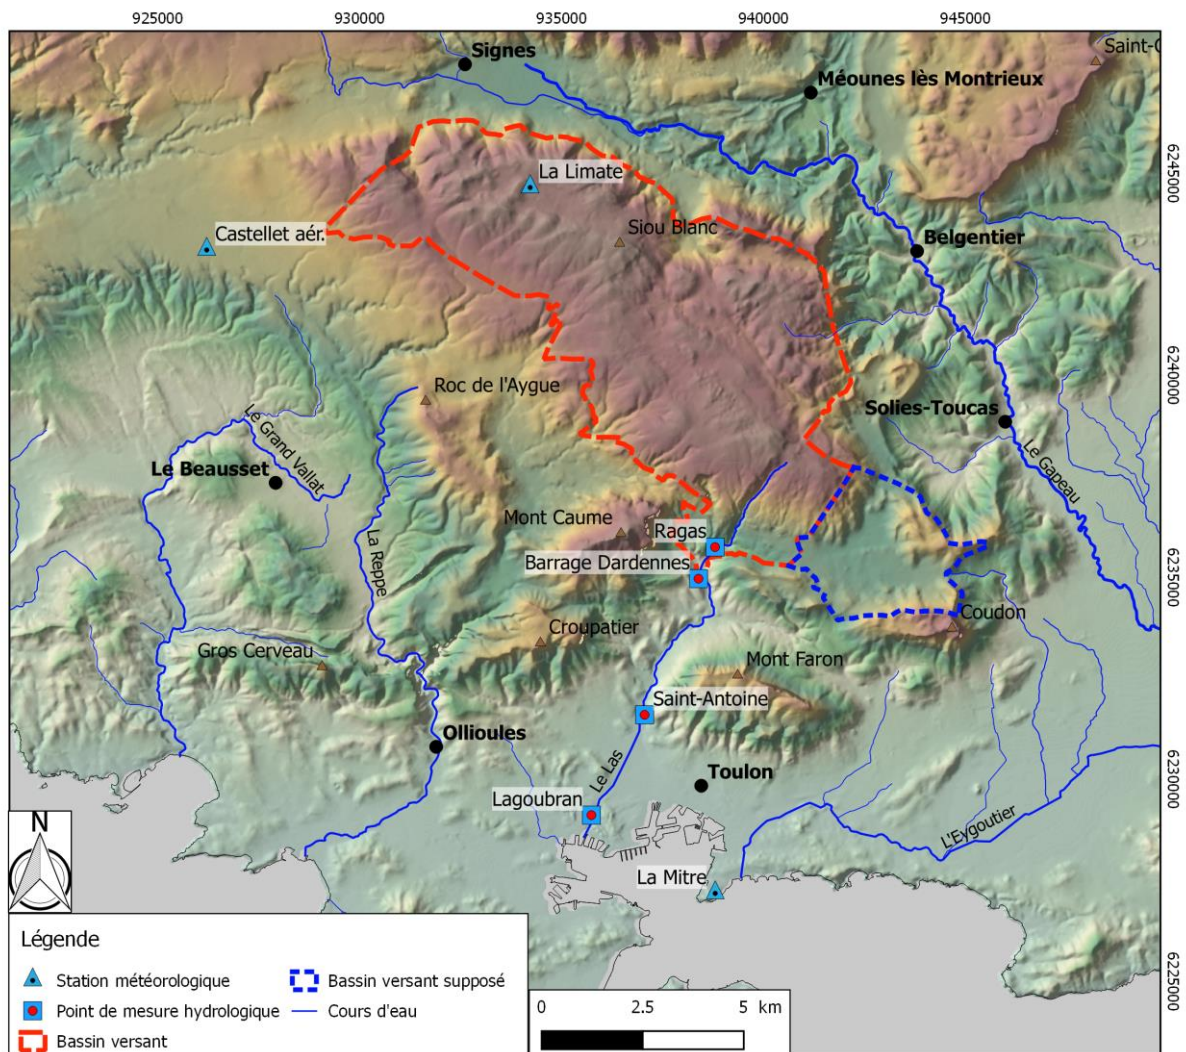 925000 930000 935000 940000 945000
Signes
Saint-
Méounes lès Montrieux
6245000
La Limate
Siou Blanc
Castellet aér.
Belgentier
6240000
Roc de l'Aygue
Solies-Toucas
Le Grand Vallat
Le Beausset
Le Gapeau
La Reppe
Mont Caume
Ragas
Barrage Dardennes
6235000
Coudon
Croupatier
Gros Cerveau
Mont Faron
Saint-Antoine
Ollioules
Toulon
Le Las
6230000
Lagoubran
L'Eygoutier
N
La Mitre
6225000
Légende
Station météorologique
Point de mesure hydrologique
Bassin versant
Bassin versant supposé
Cours d'eau
0 2.5 5 km